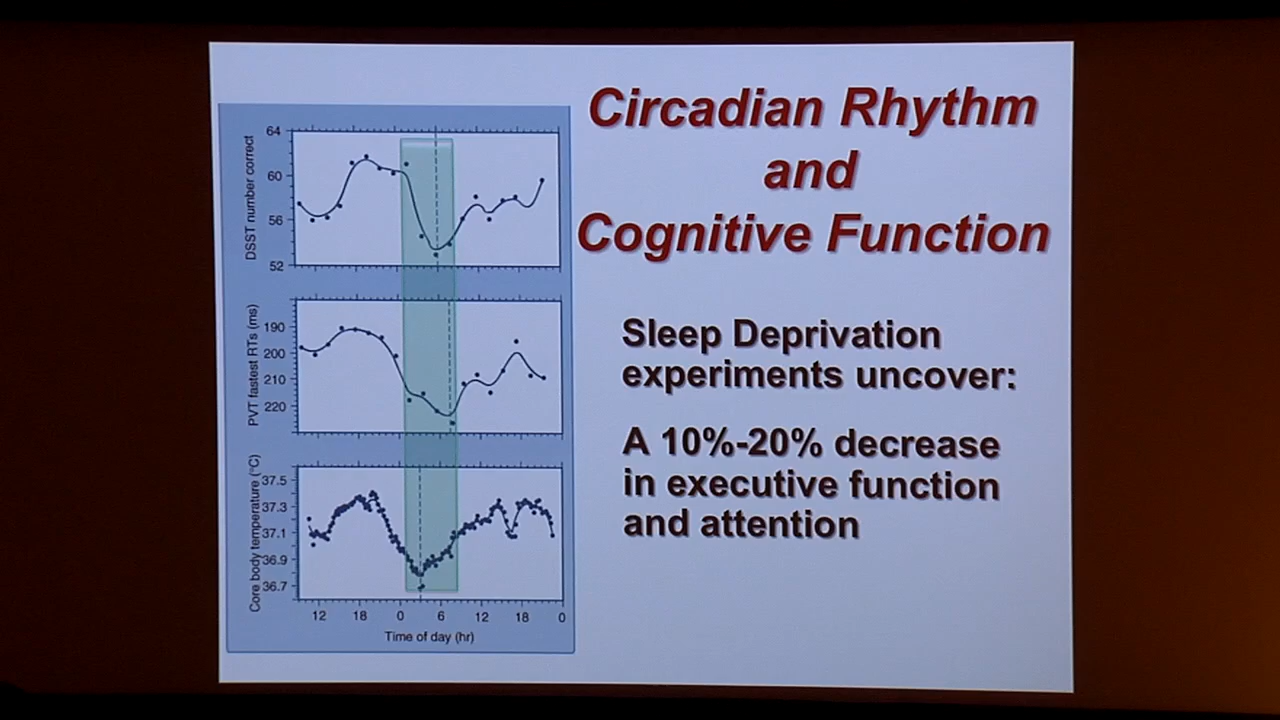 Circadian Rhythm
and
Cognitive Function
Sleep Deprivation
experiments uncover:
A 10%-20% decrease
in executive function
and attention
DSST number correct
64
60
56
52
PVT fastest RTs (ms)
190
200
210
220
Core body temperature (°C)
37.5
37.3
37.1
36.9
36.7
12 18 0 6 12 18 0
Time of day (hr)